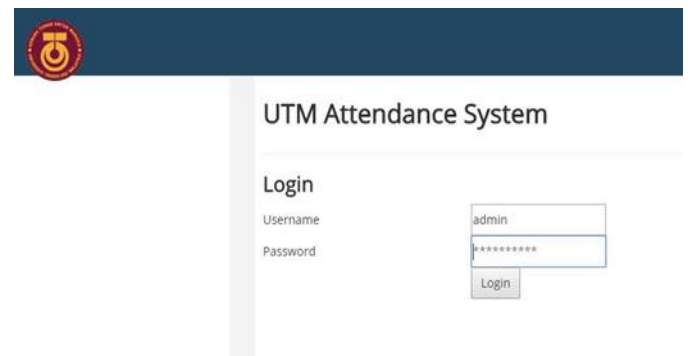 UTM Attendance System
Login
Username admin
Password **********
Login